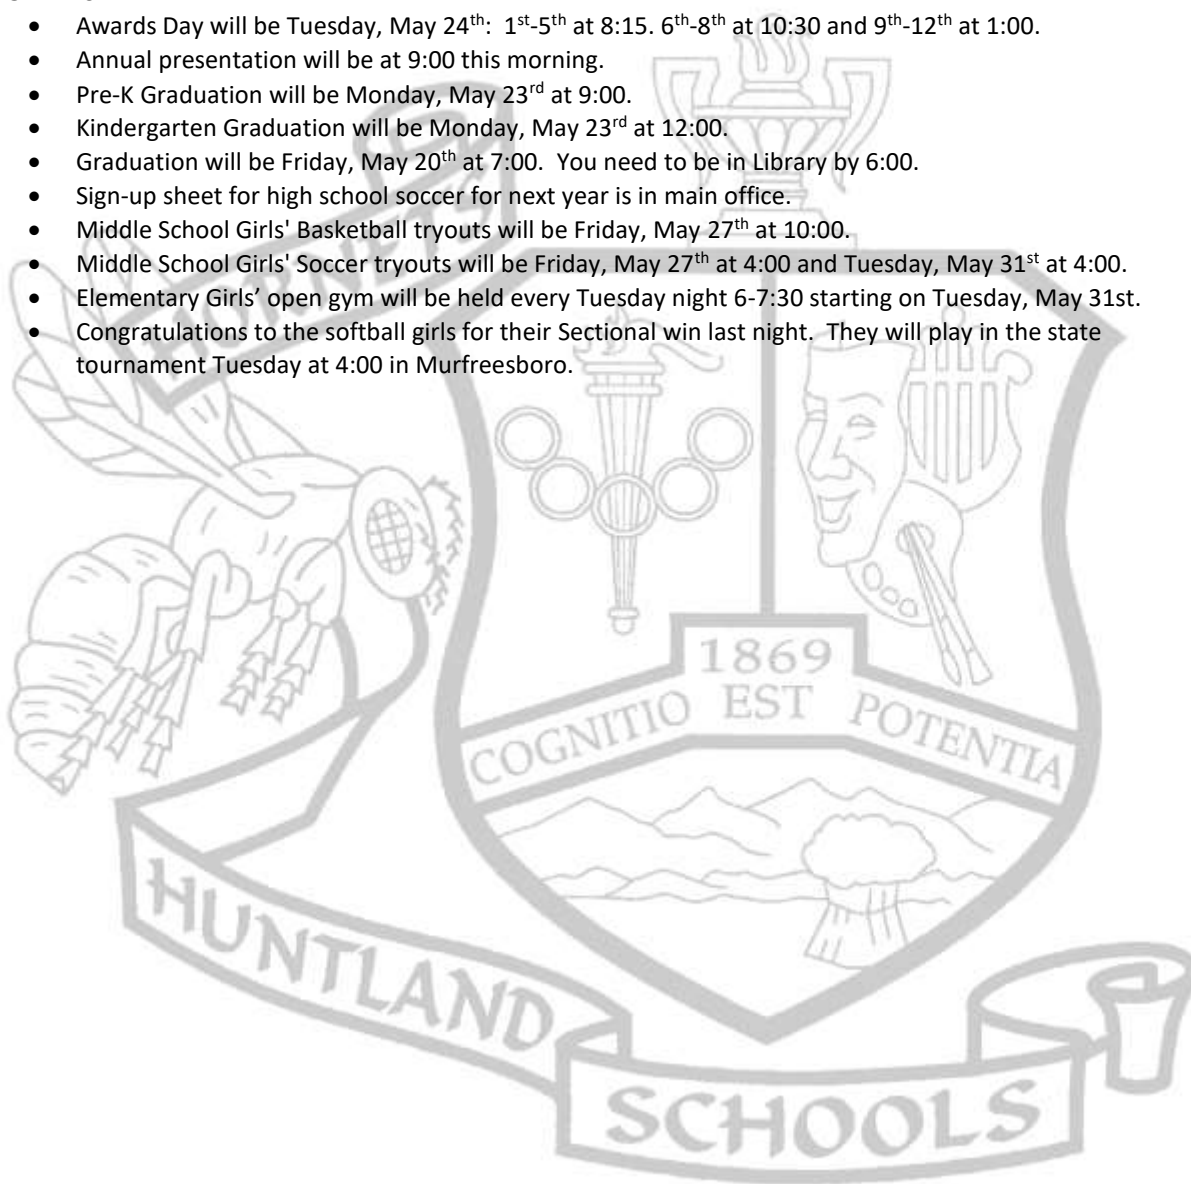 • Awards Day will be Tuesday, May 24th: 1st-5th at 8:15. 6th-8th at 10:30 and 9th-12th at 1:00.
• Annual presentation will be at 9:00 this morning.
• Pre-K Graduation will be Monday, May 23rd at 9:00.
• Kindergarten Graduation will be Monday, May 23rd at 12:00.
• Graduation will be Friday, May 20th at 7:00. You need to be in Library by 6:00.
• Sign-up sheet for high school soccer for next year is in main office.
• Middle School Girls' Basketball tryouts will be Friday, May 27th at 10:00.
• Middle School Girls' Soccer tryouts will be Friday, May 27th at 4:00 and Tuesday, May 31st at 4:00.
• Elementary Girls’ open gym will be held every Tuesday night 6-7:30 starting on Tuesday, May 31st.
• Congratulations to the softball girls for their Sectional win last night. They will play in the state
tournament Tuesday at 4:00 in Murfreesboro.
HORNETS
1869
COGNITIO EST POTENTIA
HUNTLAND
SCHOOLS